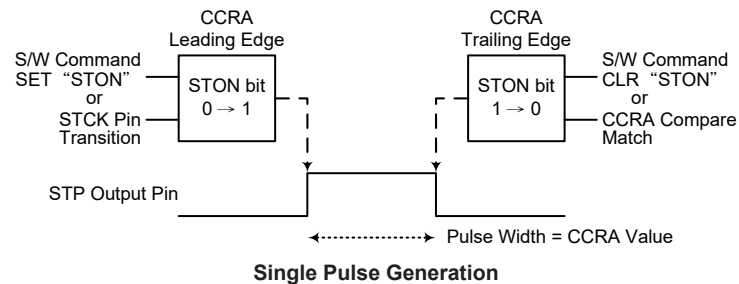 CCRA
Leading Edge
S/W Command
SET “STON”
or
STCK Pin
Transition
STON bit
0 → 1
CCRA
Trailing Edge
STON bit
1 → 0
S/W Command
CLR “STON”
or
CCRA Compare
Match
STP Output Pin
Pulse Width = CCRA Value
Single Pulse Generation